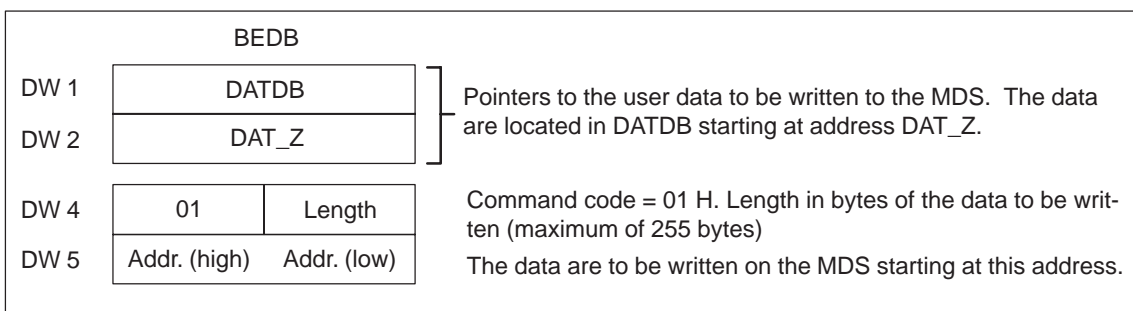 BEDB
DW 1 DATDB
DW 2 DAT_Z
Pointers to the user data to be written to the MDS. The data
are located in DATDB starting at address DAT_Z.
DW 4 01 Length
Command code = 01 H. Length in bytes of the data to be writ-
ten (maximum of 255 bytes)
DW 5 Addr. (high) Addr. (low)
The data are to be written on the MDS starting at this address.